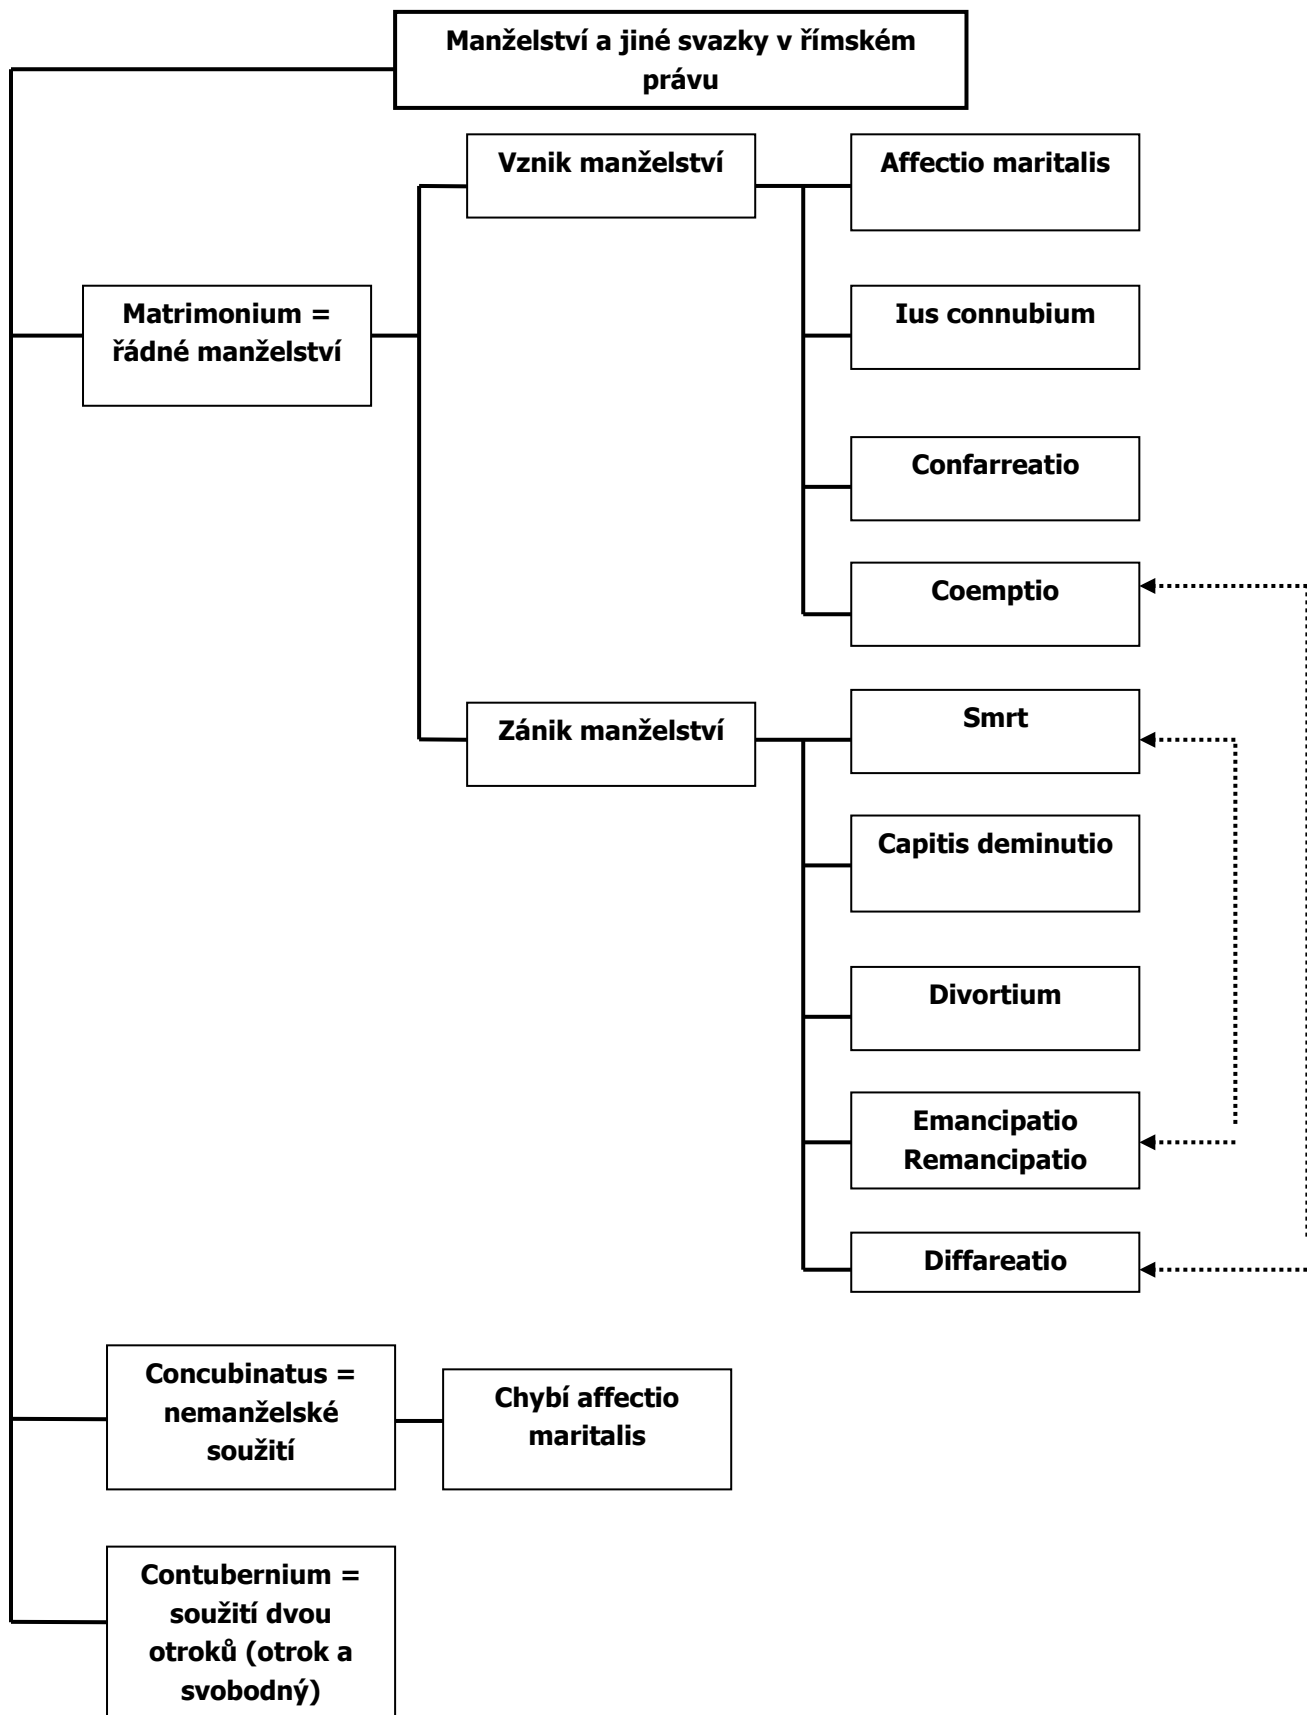 Manželství a jiné svazky v římském
právu
Vznik manželství
Affectio maritalis
Matrimonium =
řádné manželství
Ius connubium
Confarreatio
Coemptio
Zánik manželství
Smrt
Capitis deminutio
Divortium
Emancipatio
Remancipatio
Diffareatio
Concubinatus =
nemanželské
soužití
Chybí affectio
maritalis
Contubernium =
soužití dvou
otroků (otrok a
svobodný)